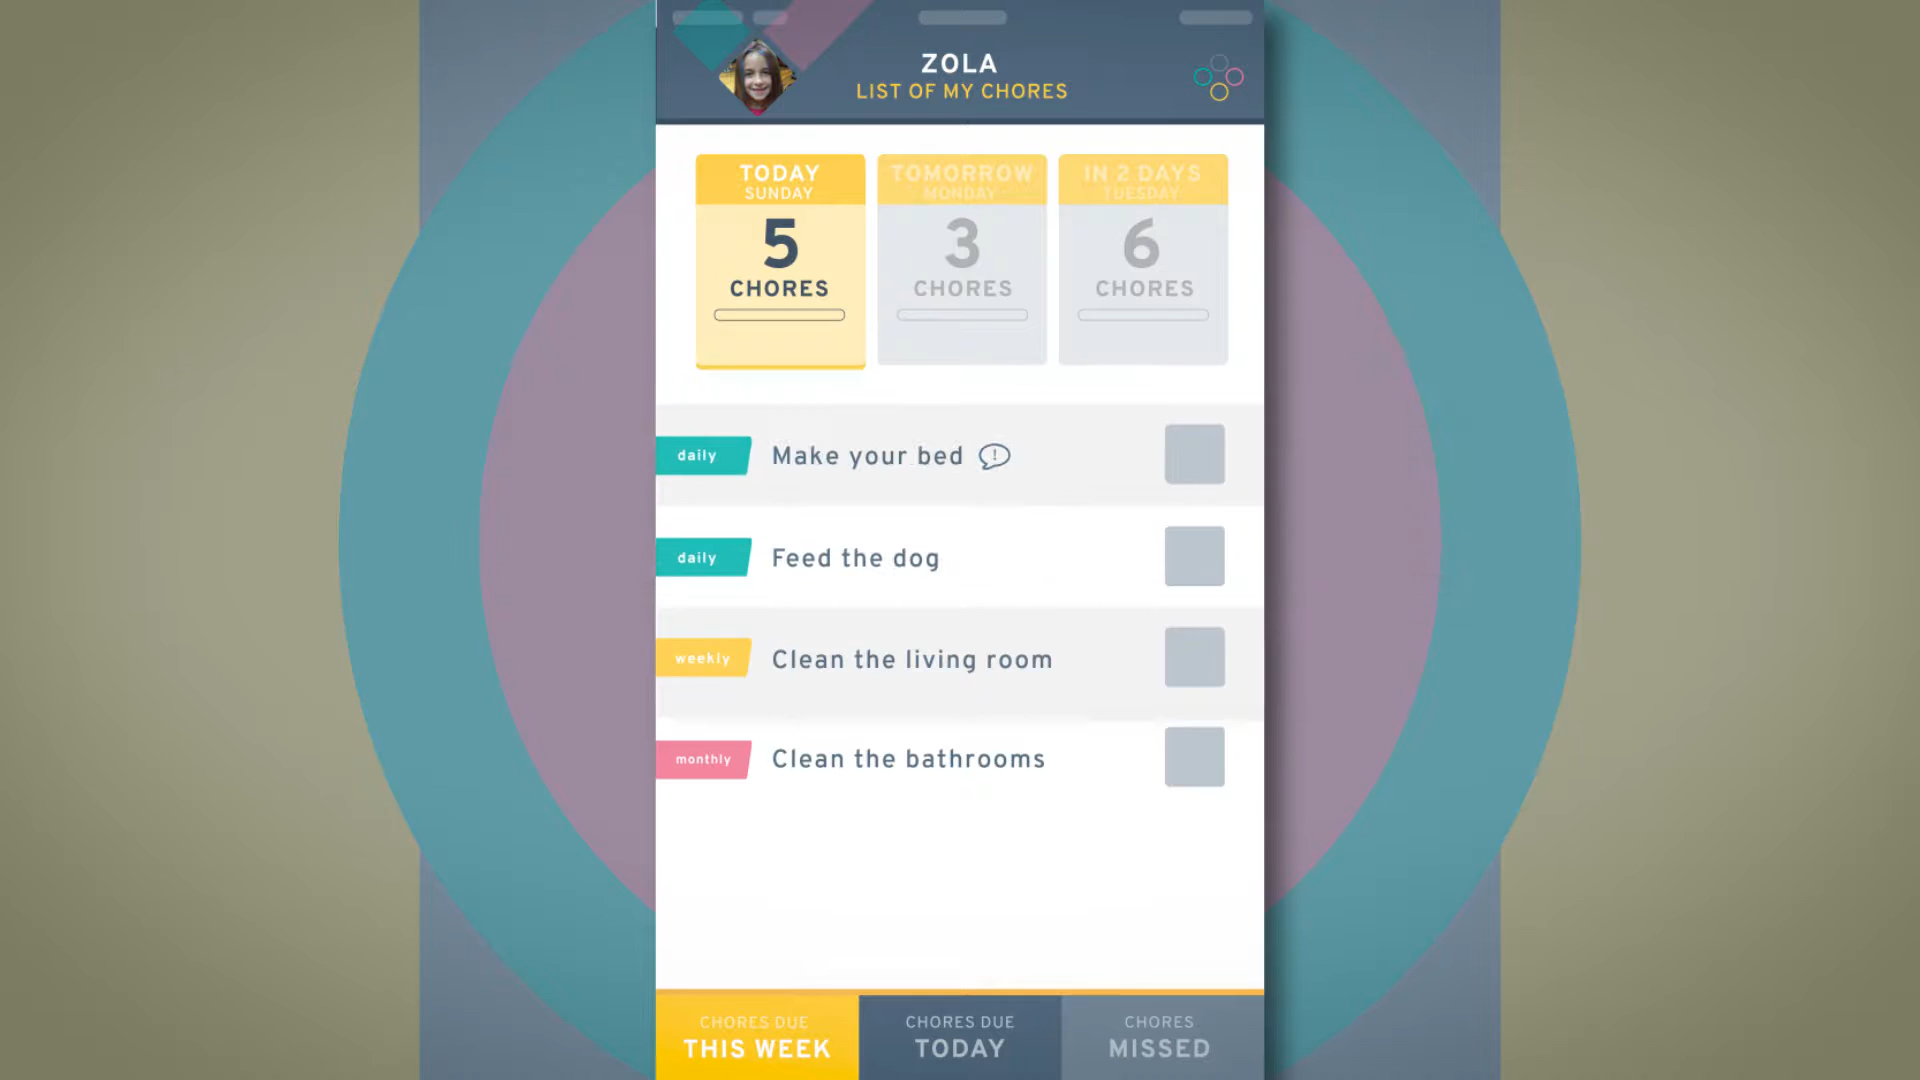 ZOLA
LIST OF MY CHORES
TODAY
SUNDAY
5
CHORES
TOMORROW
MONDAY
3
CHORES
IN 2 DAYS
TUESDAY
6
CHORES
daily
Make your bed !
daily
Feed the dog
weekly
Clean the living room
monthly
Clean the bathrooms
CHORES DUE
THIS WEEK
CHORES DUE
TODAY
CHORES
MISSED